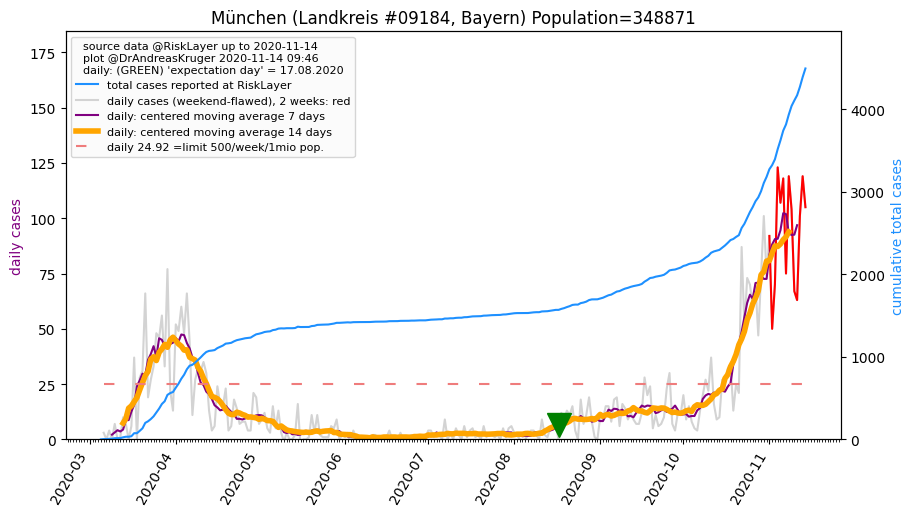 München (Landkreis #09184, Bayern) Population=348871
source data @RiskLayer up to 2020-11-14
plot @DrAndreasKruger 2020-11-14 09:46
daily: (GREEN) 'expectation day' = 17.08.2020
total cases reported at RiskLayer
daily cases (weekend-flawed), 2 weeks: red
daily: centered moving average 7 days
daily: centered moving average 14 days
daily 24.92 =limit 500/week/1mio pop.
daily cases
175
150
125
100
75
50
25
0
cumulative total cases
4000
3000
2000
1000
0
2020-03
2020-04
2020-05
2020-06
2020-07
2020-08
2020-09
2020-10
2020-11